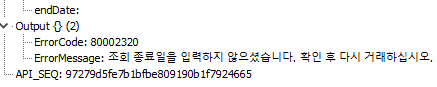 endDate:
Output {} (2)
ErrorCode: 80002320
ErrorMessage: 조회 종료일을 입력하지 않으셨습니다. 확인 후 다시 거래하십시오.
API_SEQ: 97279d5fe7b1bfbe809190b1f7924665